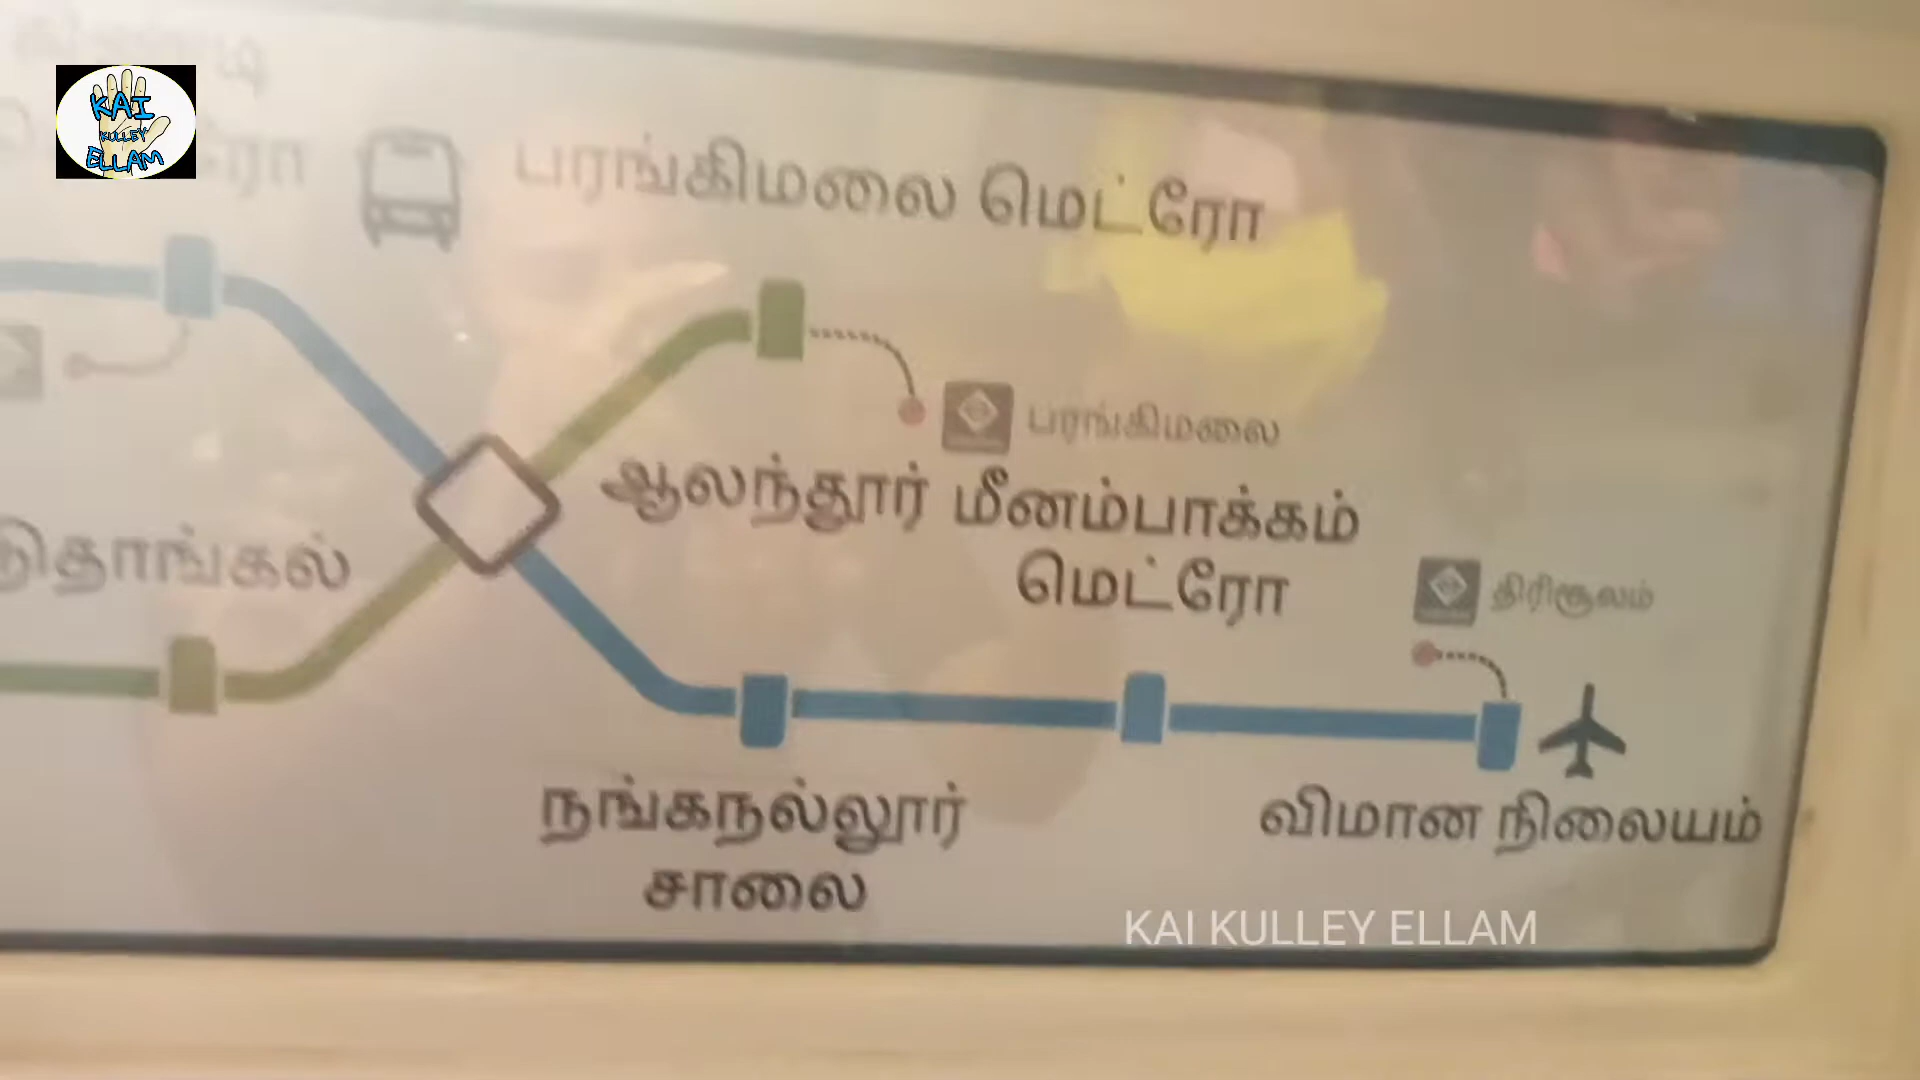 KAI
KULLEY
ELLAM
பரங்கிமலை மெட்ரோ
பரங்கிமலை
ஆலந்தூர் மீனம்பாக்கம்
மெட்ரோ
திரிசூலம்
நங்கநல்லூர்
சாலை
விமான நிலையம்
KAI KULLEY ELLAM